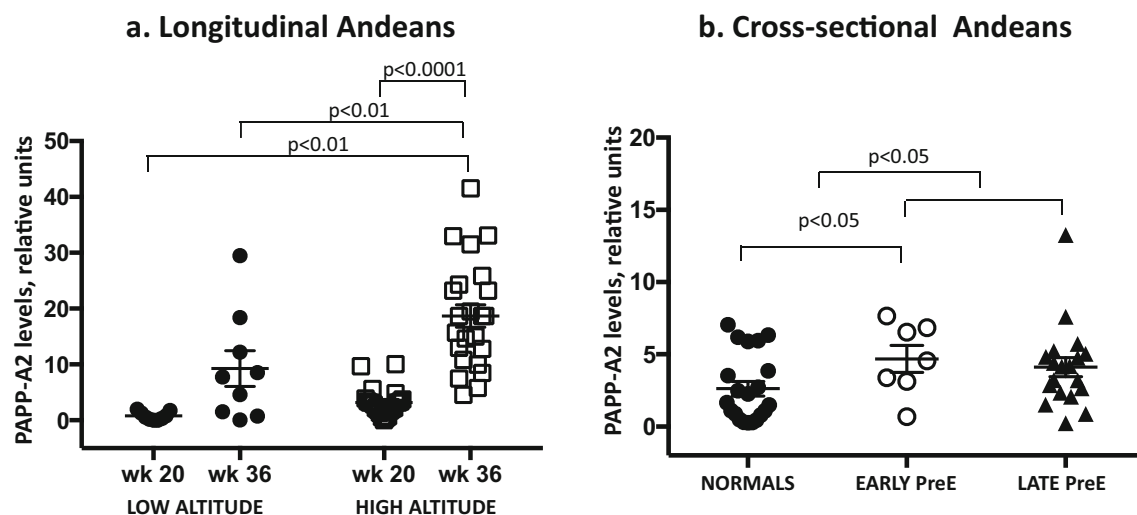 a. Longitudinal Andeans
p<0.0001
p<0.01
p<0.01
PAPP-A2 levels, relative units
50
40
30
20
10
0
wk 20
wk 36
wk 20
wk 36
LOW ALTITUDE
HIGH ALTITUDE
b. Cross-sectional Andeans
p<0.05
p<0.05
PAPP-A2 levels, relative units
20
15
10
5
0
NORMALS
EARLY PreE
LATE PreE